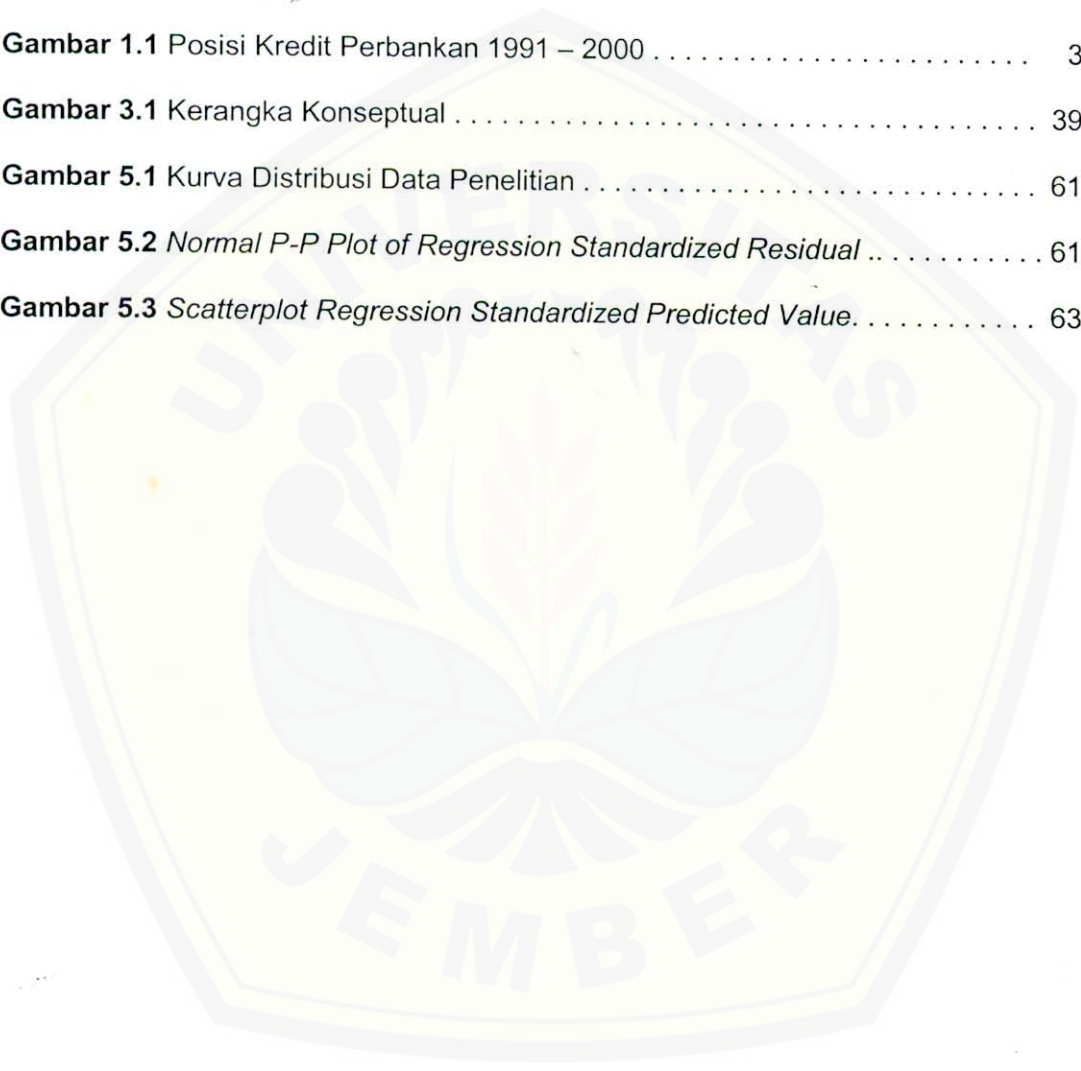 Gambar 1.1 Posisi Kredit Perbankan 1991 – 2000 . . . . . . . . . . . . . . . . . . . . . . . . 3
Gambar 3.1 Kerangka Konseptual . . . . . . . . . . . . . . . . . . . . . . . . . . . . . . . . . . . . . 39
Gambar 5.1 Kurva Distribusi Data Penelitian . . . . . . . . . . . . . . . . . . . . . . . . . . . . . 61
Gambar 5.2 Normal P-P Plot of Regression Standardized Residual .. . . . . . . . . . . 61
Gambar 5.3 Scatterplot Regression Standardized Predicted Value. . . . . . . . . . . . 63
UNIVERSITAS
JEMBER